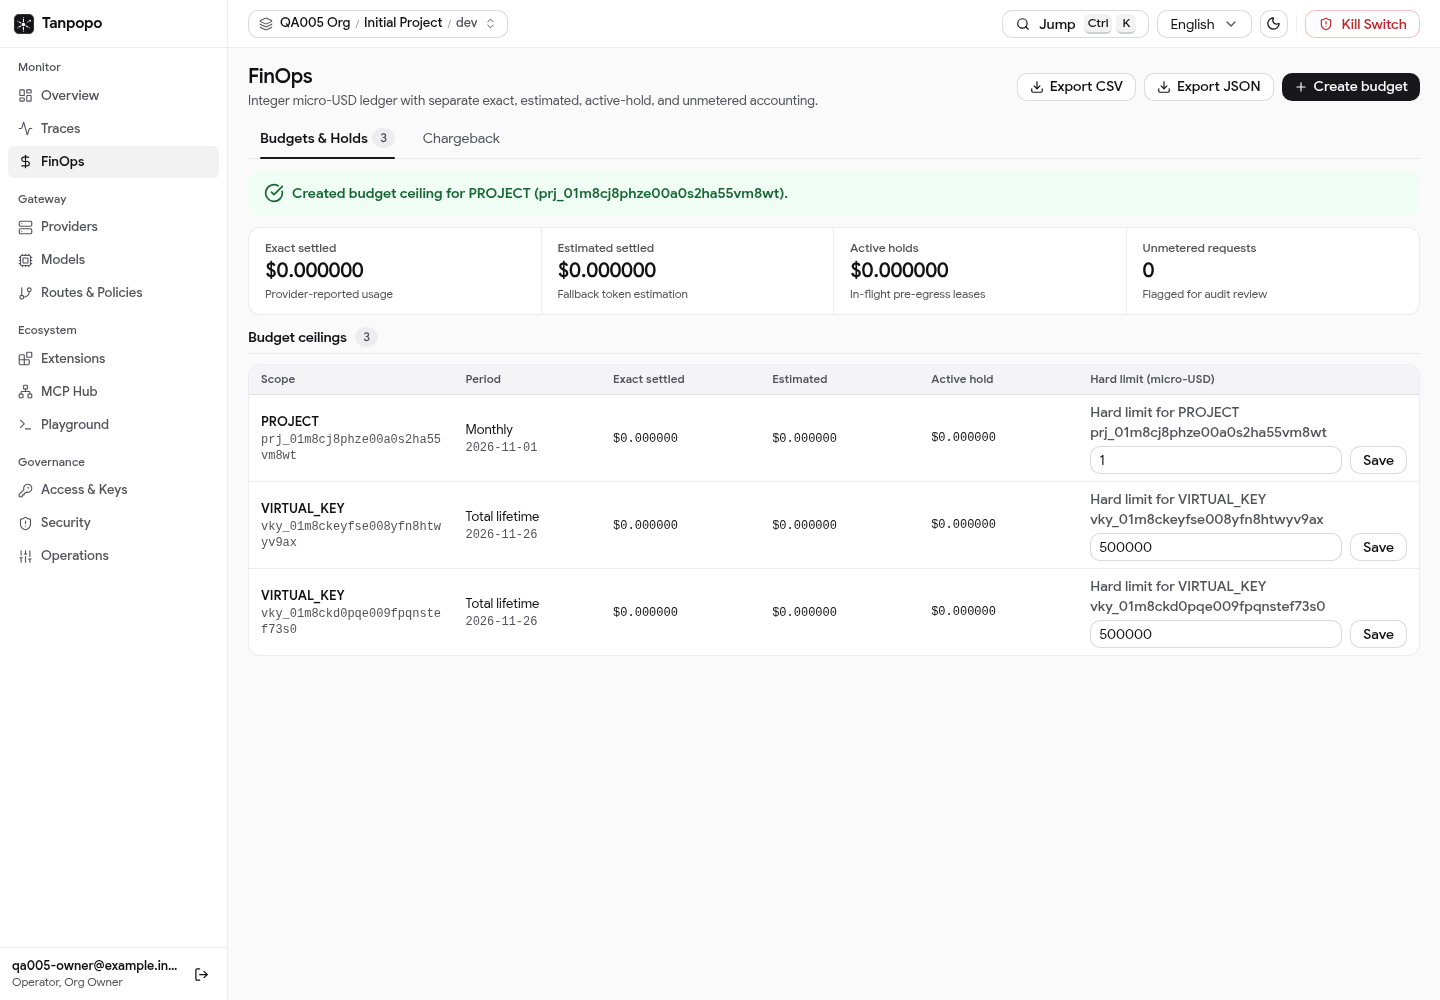 Tanpopo
QA005 Org / Initial Project / dev
Jump Ctrl K
English
Kill Switch
Monitor
Overview
Traces
FinOps
Gateway
Providers
Models
Routes & Policies
Ecosystem
Extensions
MCP Hub
Playground
Governance
Access & Keys
Security
Operations
qa005-owner@example.in...
Operator, Org Owner
FinOps
Integer micro-USD ledger with separate exact, estimated, active-hold, and unmetered accounting.
Export CSV
Export JSON
Create budget
Budgets & Holds 3
Chargeback
Created budget ceiling for PROJECT (prj_01m8cj8phze00a0s2ha55vm8wt).
Exact settled
$0.000000
Provider-reported usage
Estimated settled
$0.000000
Fallback token estimation
Active holds
$0.000000
In-flight pre-egress leases
Unmetered requests
0
Flagged for audit review
Budget ceilings 3
Scope Period Exact settled Estimated Active hold Hard limit (micro-USD)
PROJECT
prj_01m8cj8phze00a0s2ha55
vm8wt
Monthly
2026-11-01
$0.000000
$0.000000
$0.000000
Hard limit for PROJECT
prj_01m8cj8phze00a0s2ha55vm8wt
1 Save
VIRTUAL_KEY
vky_01m8ckeyfse008yfn8htw
yv9ax
Total lifetime
2026-11-26
$0.000000
$0.000000
$0.000000
Hard limit for VIRTUAL_KEY
vky_01m8ckeyfse008yfn8htwyv9ax
500000 Save
VIRTUAL_KEY
vky_01m8ckd0pqe009fpqnste
f73s0
Total lifetime
2026-11-26
$0.000000
$0.000000
$0.000000
Hard limit for VIRTUAL_KEY
vky_01m8ckd0pqe009fpqnstef73s0
500000 Save